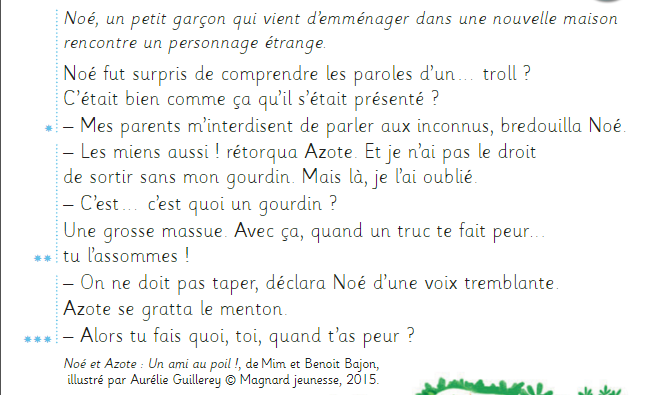 Noé, un petit garçon qui vient d'emménager dans une nouvelle maison
rencontre un personnage étrange.
Noé fut surpris de comprendre les paroles d'un... troll ?
C'était bien comme ça qu'il s'était présenté ?
* – Mes parents m'interdisent de parler aux inconnus, bredouilla Noé.
– Les miens aussi ! rétorqua Azote. Et je n'ai pas le droit
de sortir sans mon gourdin. Mais là, je l'ai oublié.
– C'est... c'est quoi un gourdin ?
Une grosse massue. Avec ça, quand un truc te fait peur...
** tu l'assommes !
– On ne doit pas taper, déclara Noé d'une voix tremblante.
Azote se gratta le menton.
*** – Alors tu fais quoi, toi, quand t'as peur ?
Noé et Azote : Un ami au poil !, de Mim et Benoit Bajon,
illustré par Aurélie Guillerey © Magnard jeunesse, 2015.